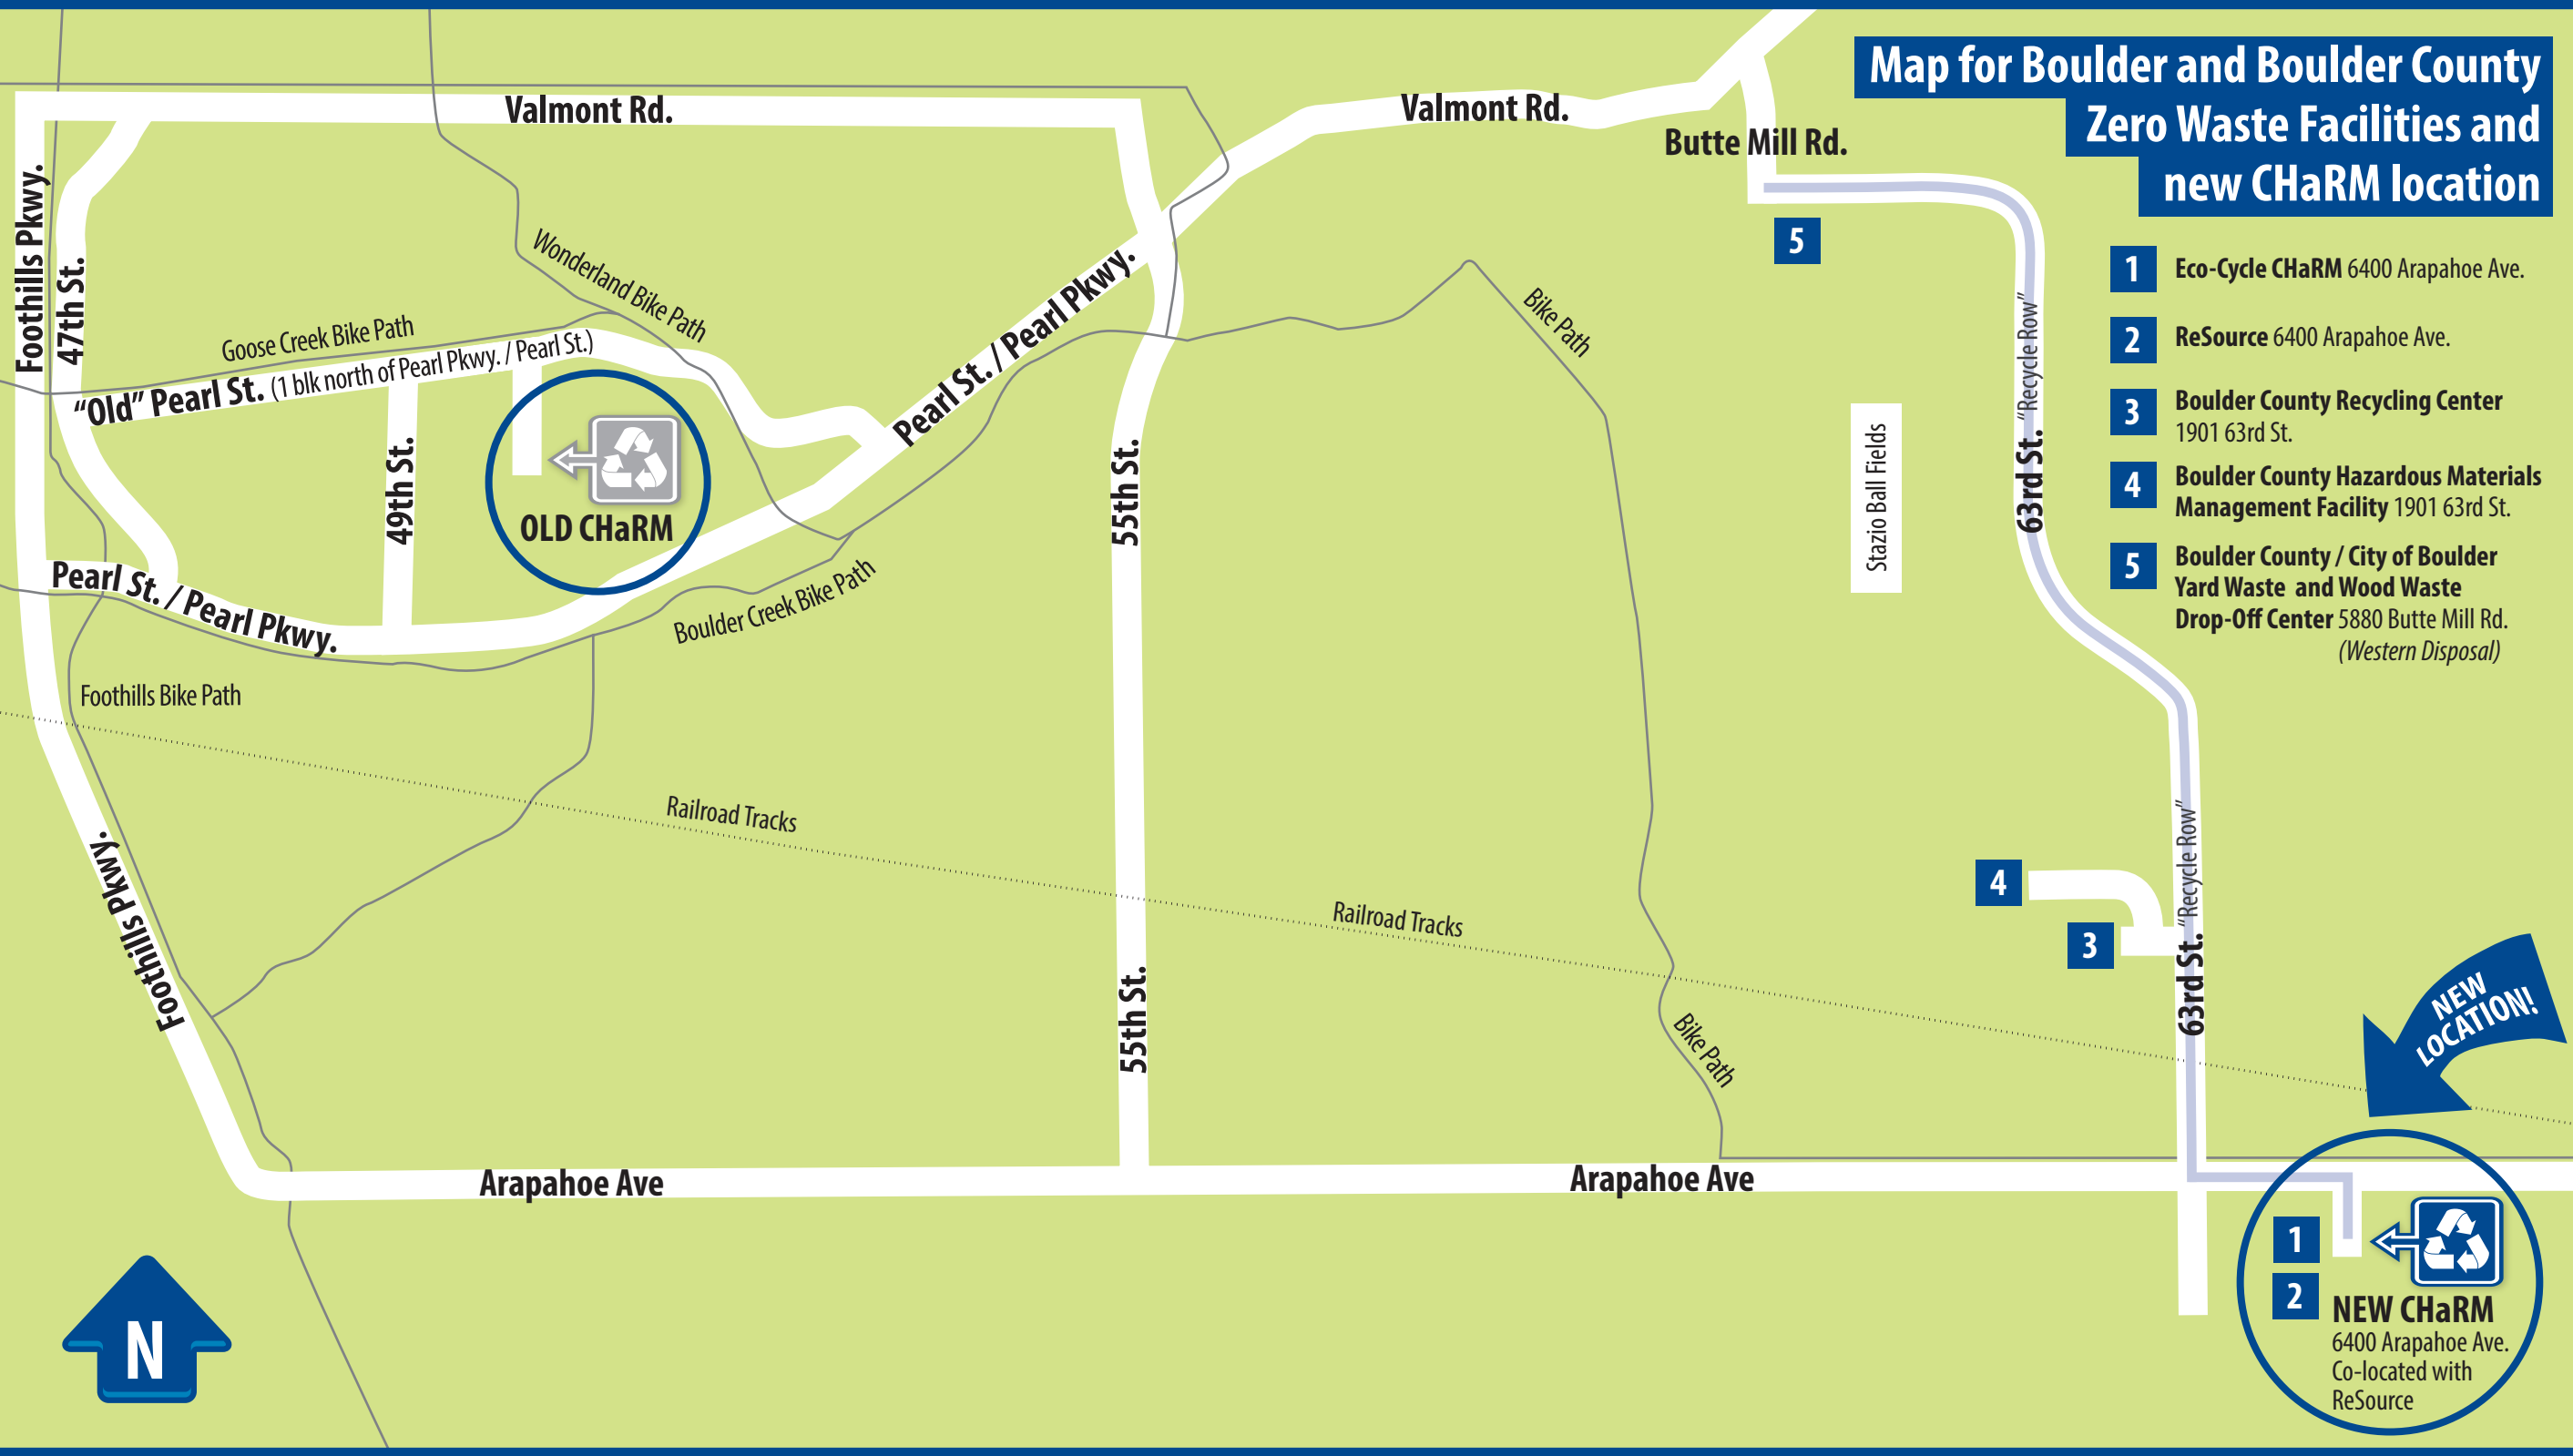 Map for Boulder and Boulder County
Zero Waste Facilities and
new CHaRM location
1 Eco-Cycle CHaRM 6400 Arapahoe Ave.
2 ReSource 6400 Arapahoe Ave.
3 Boulder County Recycling Center
1901 63rd St.
4 Boulder County Hazardous Materials
Management Facility 1901 63rd St.
5 Boulder County / City of Boulder
Yard Waste and Wood Waste
Drop-Off Center 5880 Butte Mill Rd.
(Western Disposal)
Valmont Rd.
Valmont Rd.
Butte Mill Rd.
5
Foothills Pkwy.
47th St.
Wonderland Bike Path
Goose Creek Bike Path
"Old" Pearl St. (1 blk north of Pearl Pkwy. / Pearl St.)
Pearl St. / Pearl Pkwy.
Bike Path
63rd St. "Recycle Row"
Stazio Ball Fields
49th St.
OLD CHaRM
55th St.
Pearl St. / Pearl Pkwy.
Boulder Creek Bike Path
Foothills Bike Path
Railroad Tracks
Foothills Pkwy.
Railroad Tracks
4
3
63rd St. "Recycle Row"
55th St.
Bike Path
NEW
LOCATION!
Arapahoe Ave
Arapahoe Ave
1
2
NEW CHaRM
6400 Arapahoe Ave.
Co-located with
ReSource
N